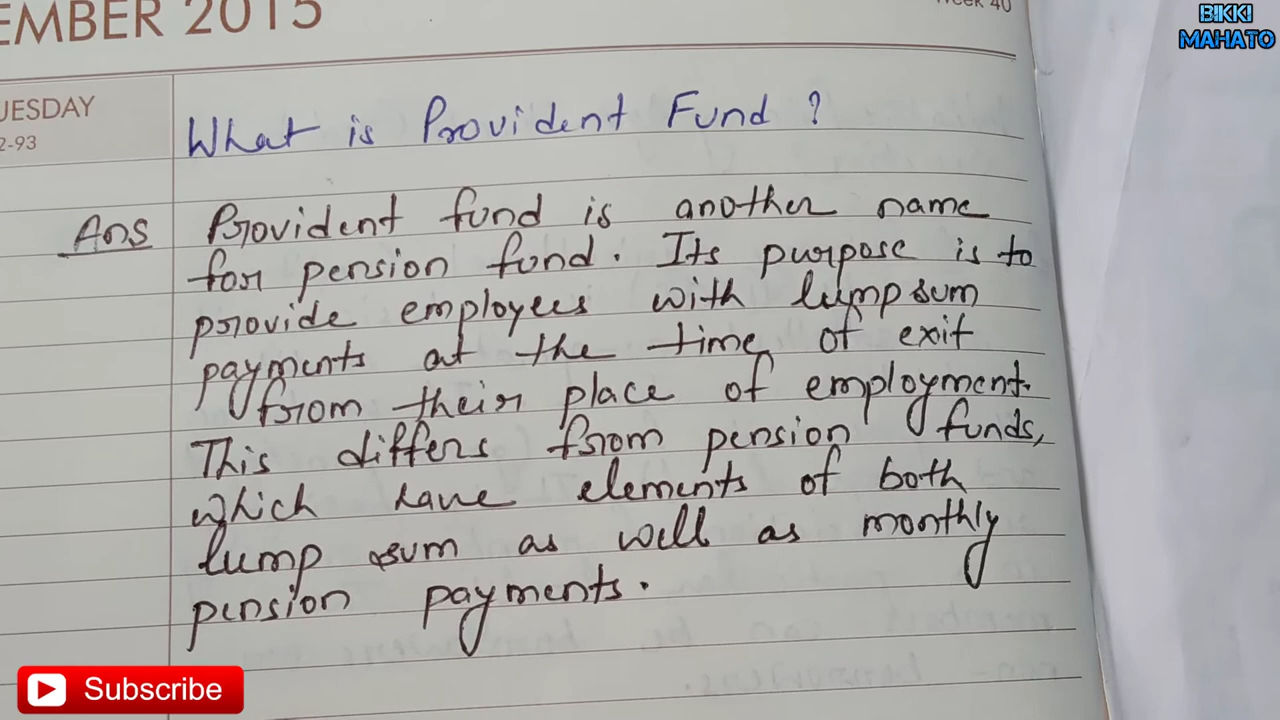 EMBER 2015
Week 40
BIKKI
MAHATO
UESDAY
2-93
What is Provident Fund ?
Ans Provident fund is another name
for pension fund. Its purpose is to
provide employees with lump sum
payments at the time of exit
from their place of employment.
This differs from pension funds,
which have elements of both
lump sum as well as monthly
pension payments.
Subscribe